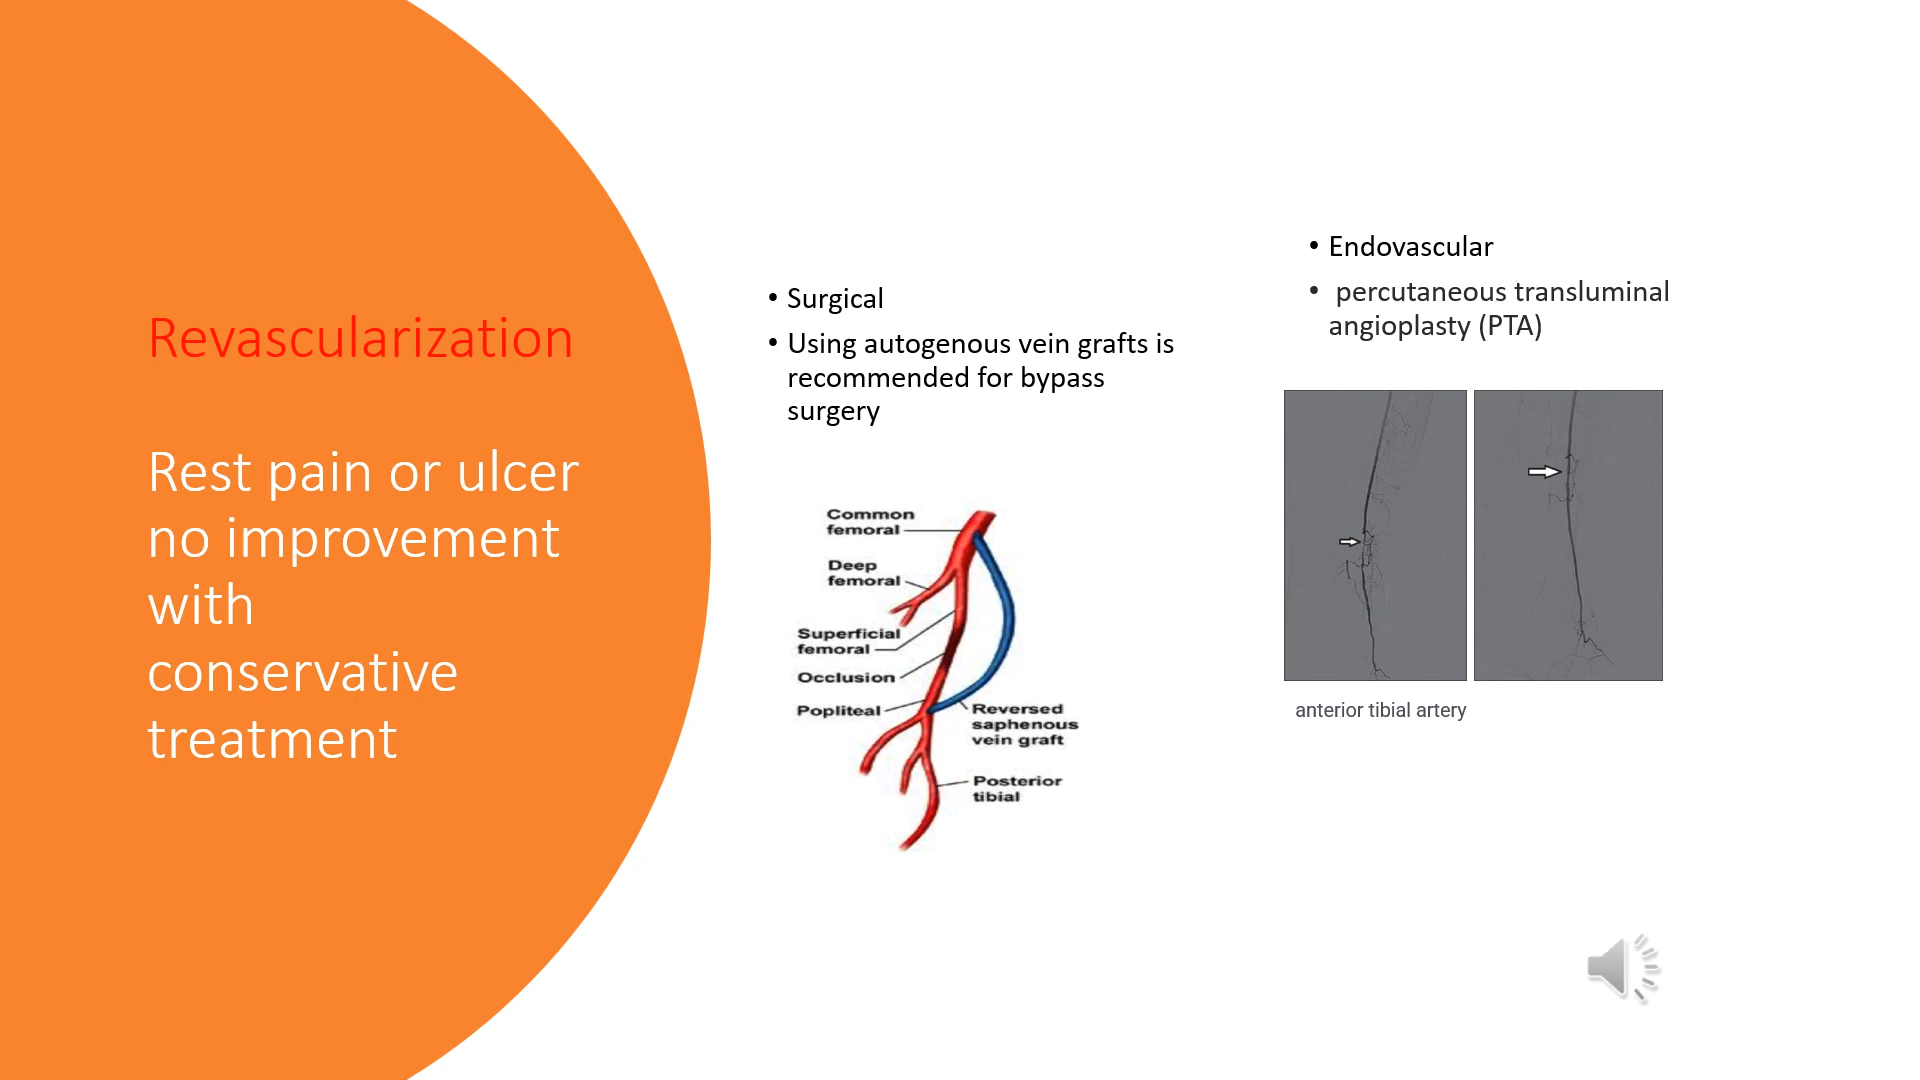 Revascularization
Rest pain or ulcer
no improvement
with
conservative
treatment
• Surgical
• Using autogenous vein grafts is
recommended for bypass
surgery
Common
femoral
Deep
femoral
Superficial
femoral
Occlusion
Popliteal
Reversed
saphenous
vein graft
Posterior
tibial
• Endovascular
• percutaneous transluminal
angioplasty (PTA)
anterior tibial artery